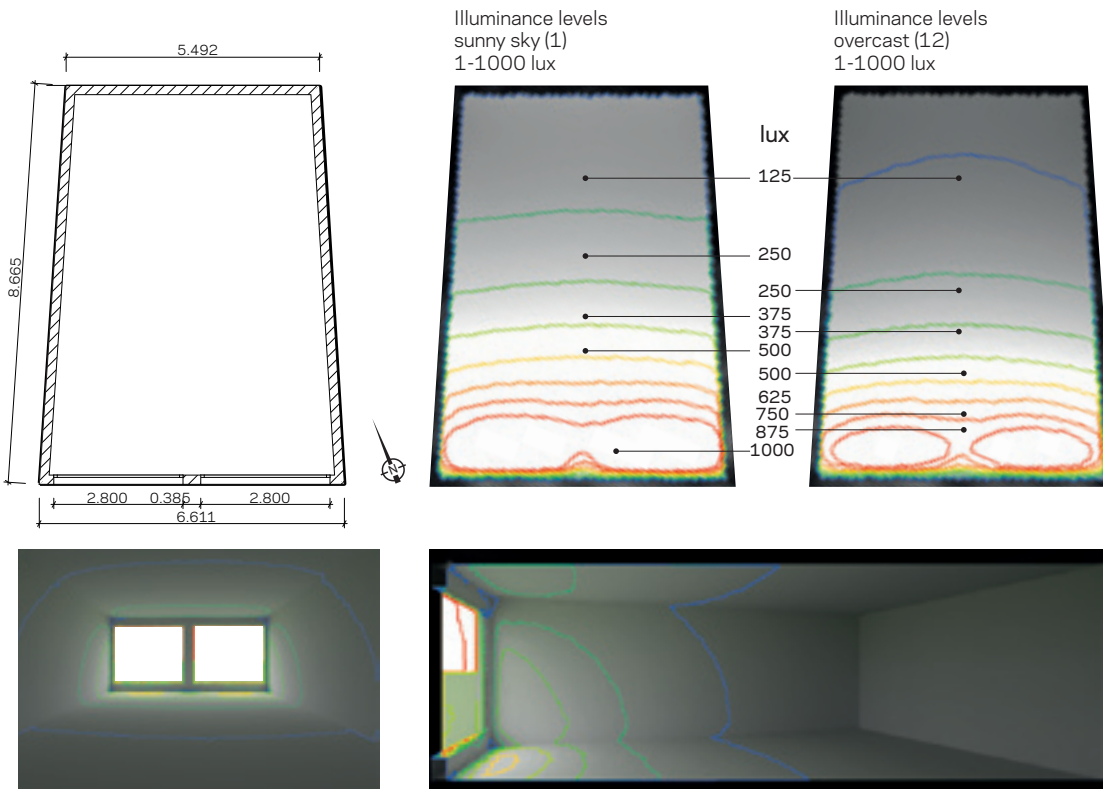 Illuminance levels
sunny sky (1)
1-1000 lux
Illuminance levels
overcast (12)
1-1000 lux
5.492
8.665
2.800 0.385 2.800
6.611
N
lux
125
250
250
375
375
500
500
625
750
875
1000